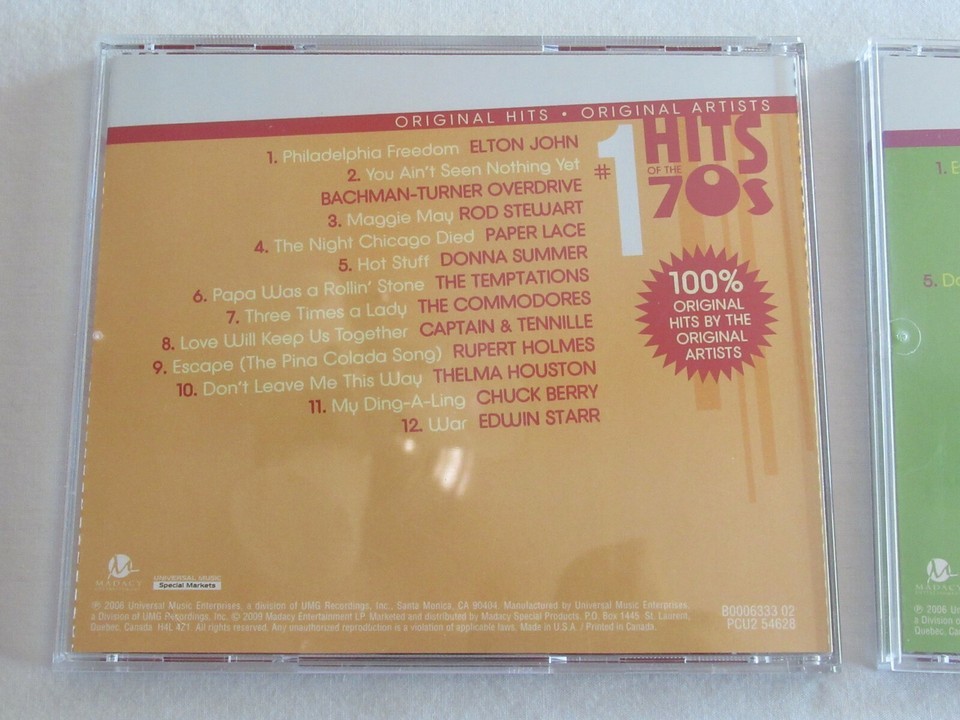 ORIGINAL HITS • ORIGINAL ARTISTS
1. Philadelphia Freedom ELTON JOHN
2. You Ain't Seen Nothing Yet
BACHMAN-TURNER OVERDRIVE
3. Maggie May ROD STEWART
4. The Night Chicago Died PAPER LACE
5. Hot Stuff DONNA SUMMER
6. Papa Was a Rollin' Stone THE TEMPTATIONS
7. Three Times a Lady THE COMMODORES
8. Love Will Keep Us Together CAPTAIN & TENNILLE
9. Escape (The Pina Colada Song) RUPERT HOLMES
10. Don't Leave Me This Way THELMA HOUSTON
11. My Ding-A-Ling CHUCK BERRY
12. War EDWIN STARR
#1 HITS
OF THE
70s
100%
ORIGINAL
HITS BY THE
ORIGINAL
ARTISTS
MADACY
UNIVERSAL MUSIC
Special Markets
℗ 2006 Universal Music Enterprises, a division of UMG Recordings, Inc., Santa Monica, CA 90404. Manufactured by Universal Music Enterprises,
a Division of UMG Recordings, Inc. © 2009 Madacy Entertainment LP. Marketed and distributed by Madacy Special Products. P.O. Box 1445 St. Laurent,
Quebec, Canada H4L 4Z1. All rights reserved. Any unauthorized reproduction is a violation of applicable laws. Made in U.S.A. / Printed in Canada.
80006333 02
PCU2 54628
1.
5.
MADACY
℗ 2006
a Division
Quebec,